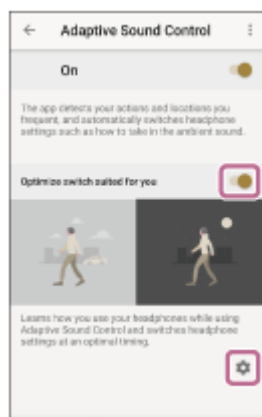 Adaptive Sound Control
On
The app detects your actions and locations you
frequent, and automatically switches headphone
settings such as how to take in the ambient sound.
Optimize switch suited for you
Learns how you use your headphones while using
Adaptive Sound Control and switches headphone
settings at an optimal timing.